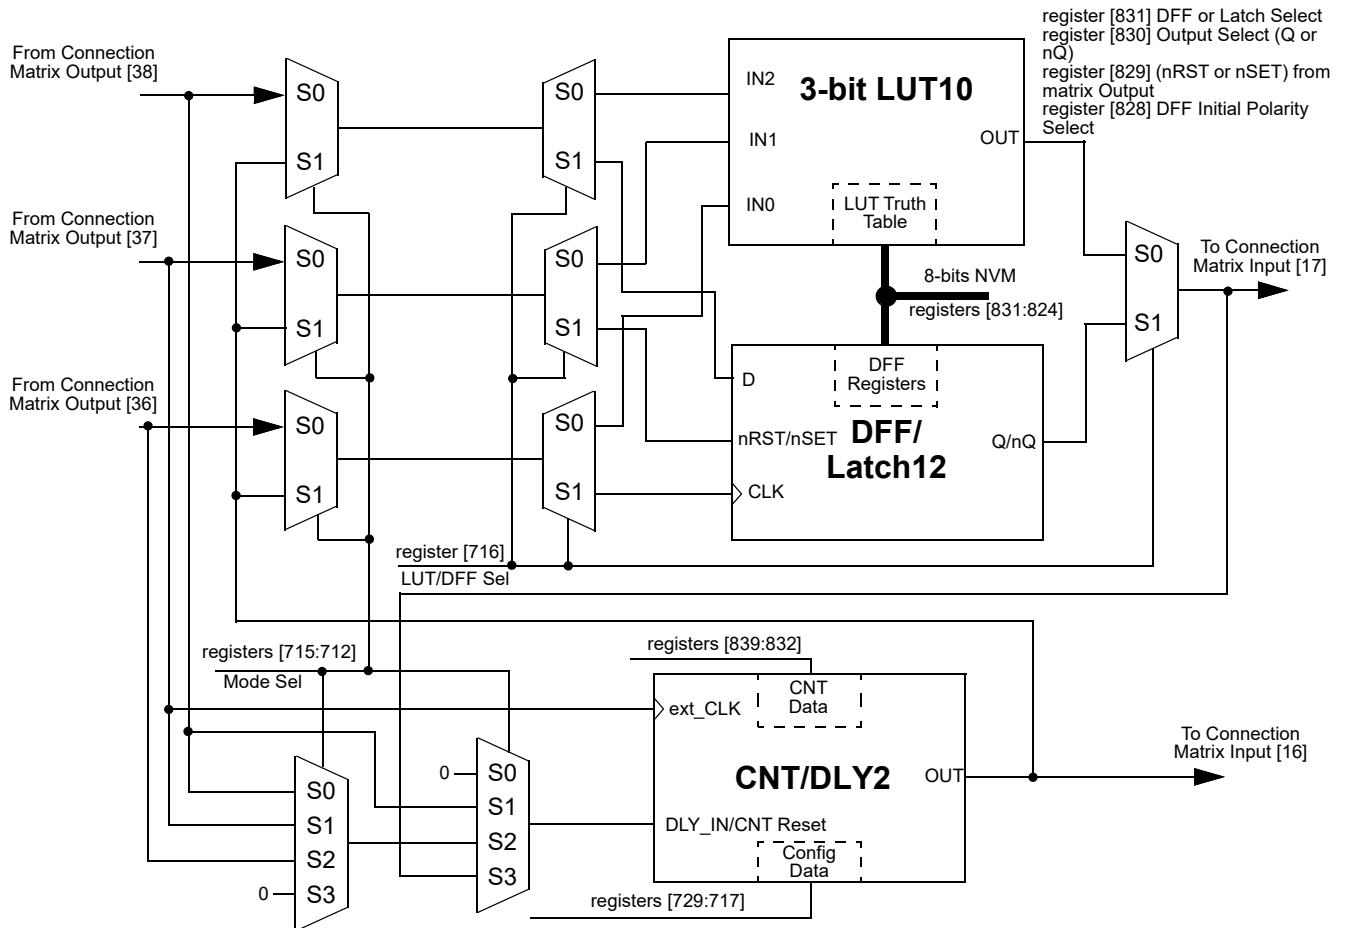 register [831] DFF or Latch Select
register [830] Output Select (Q or
nQ)
register [829] (nRST or nSET) from
matrix Output
register [828] DFF Initial Polarity
Select
From Connection
Matrix Output [38]
S0
S1
S0
S1
IN2
IN1
IN0
3-bit LUT10
OUT
LUT Truth
Table
From Connection
Matrix Output [37]
S0
S1
S0
S1
8-bits NVM
registers [831:824]
S0
S1
To Connection
Matrix Input [17]
From Connection
Matrix Output [36]
S0
S1
S0
S1
D
nRST/nSET
CLK
DFF
Registers
DFF/
Latch12
Q/nQ
register [716]
LUT/DFF Sel
registers [715:712]
Mode Sel
registers [839:832]
CNT
Data
ext_CLK
CNT/DLY2
OUT
To Connection
Matrix Input [16]
DLY_IN/CNT Reset
Config
Data
registers [729:717]
S0
S1
S2
0
S3
0
S0
S1
S2
S3